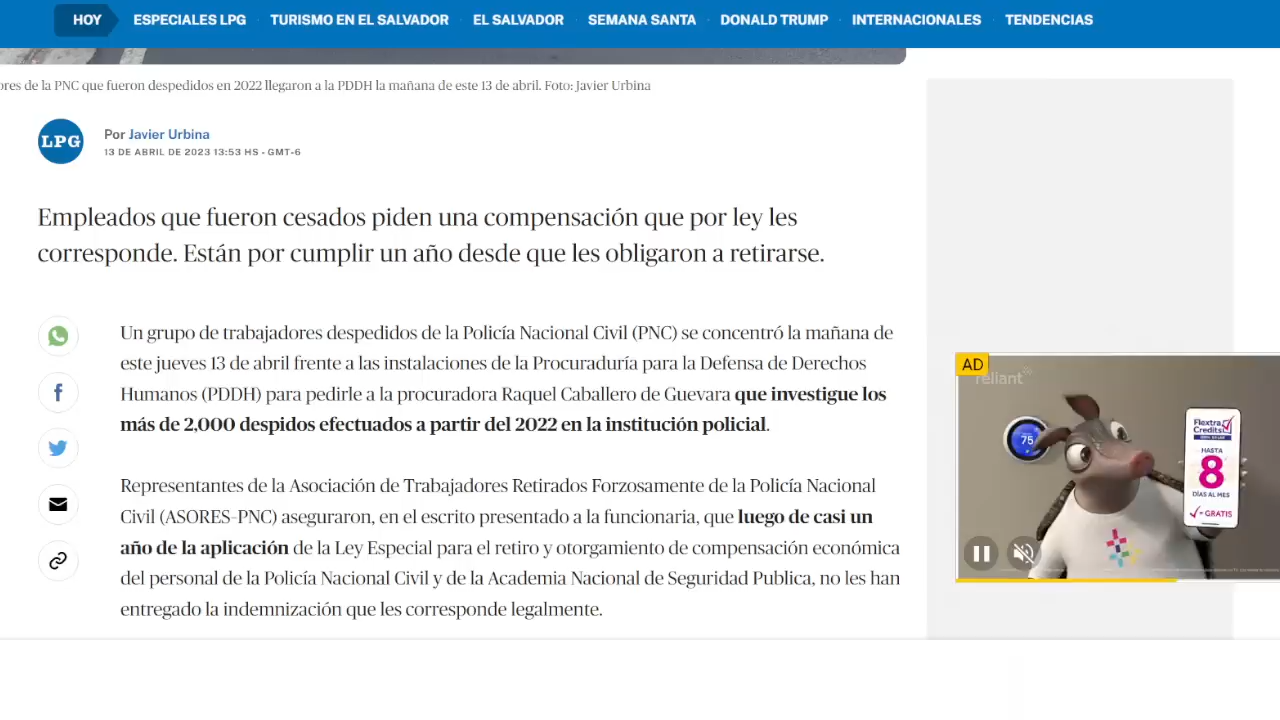 HOY
ESPECIALES LPG
TURISMO EN EL SALVADOR
EL SALVADOR
SEMANA SANTA
DONALD TRUMP
INTERNACIONALES
TENDENCIAS
de la PNC que fueron despedidos en 2022 llegaron a la PDDH la mañana de este 13 de abril. Foto: Javier Urbina
LPG
Por Javier Urbina
13 DE ABRIL DE 2023 13:53 HS - GMT-6
Empleados que fueron cesados piden una compensación que por ley les
corresponde. Están por cumplir un año desde que les obligaron a retirarse.
Un grupo de trabajadores despedidos de la Policía Nacional Civil (PNC) se concentró la mañana de
este jueves 13 de abril frente a las instalaciones de la Procuraduría para la Defensa de Derechos
Humanos (PDDH) para pedirle a la procuradora Raquel Caballero de Guevara que investigue los
más de 2,000 despidos efectuados a partir del 2022 en la institución policial.
Representantes de la Asociación de Trabajadores Retirados Forzosamente de la Policía Nacional
Civil (ASORES-PNC) aseguraron, en el escrito presentado a la funcionaria, que luego de casi un
año de la aplicación de la Ley Especial para el retiro y otorgamiento de compensación económica
del personal de la Policía Nacional Civil y de la Academia Nacional de Seguridad Publica, no les han
entregado la indemnización que les corresponde legalmente.
AD
reliant
75
Flextra
Credits
HASTA
8
DÍAS AL MES
GRATIS